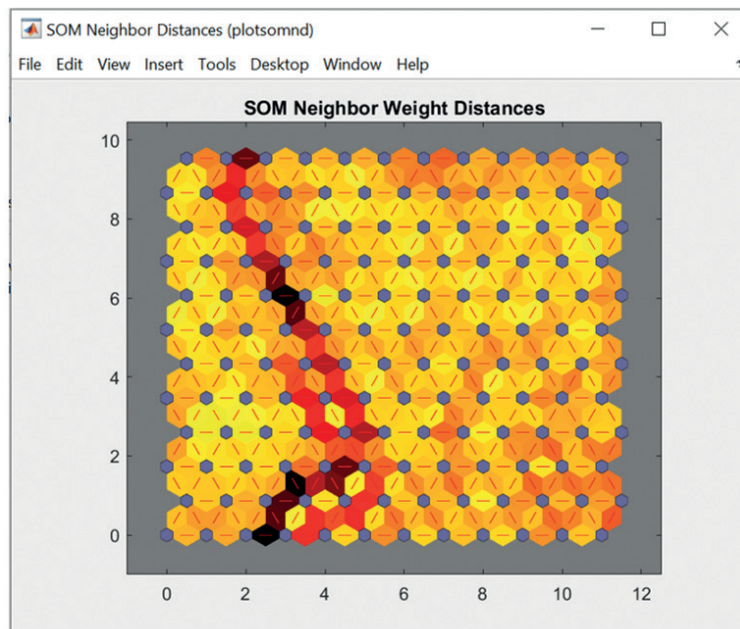 SOM Neighbor Distances (plotsomnd)
File Edit View Insert Tools Desktop Window Help
SOM Neighbor Weight Distances
10
8
6
4
2
0
0 2 4 6 8 10 12